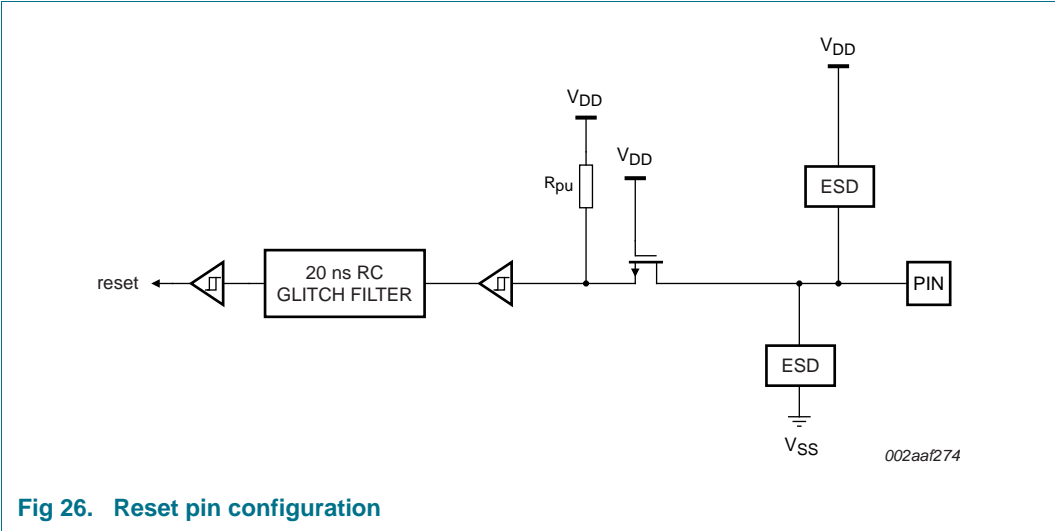 VDD
VDD
VDD
Rpu
ESD
reset
20 ns RC
GLITCH FILTER
PIN
ESD
VSS
002aaf274
Fig 26. Reset pin configuration